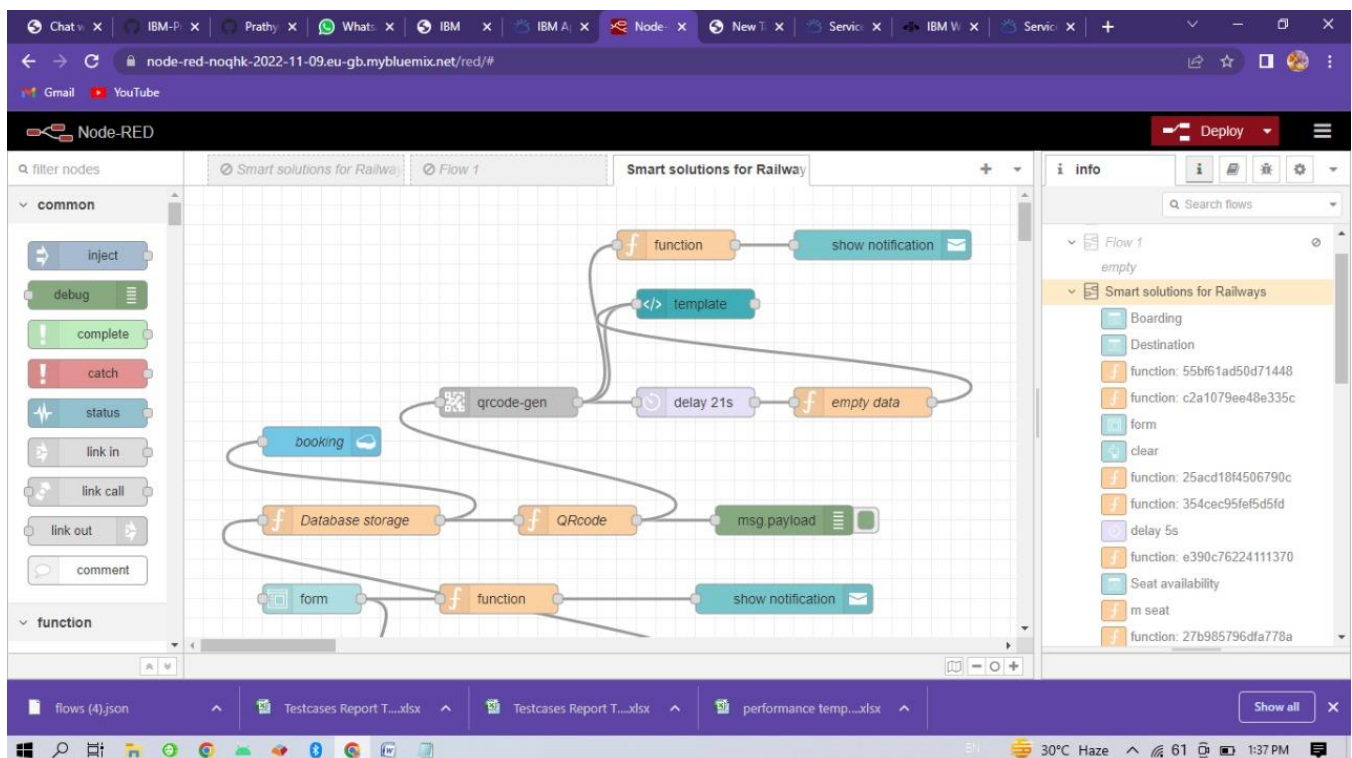 Chat w
IBM-P
Prathy
Whats
IBM
IBM A
Node-
New T
Servic
IBM W
Servic
node-red-noqhk-2022-11-09.eu-gb.mybluemix.net/red/#
Gmail
YouTube
Node-RED
Deploy
filter nodes
Smart solutions for Railway
Flow 1
Smart solutions for Railway
info
i
common
Search flows
inject
debug
complete
catch
status
link in
link call
link out
comment
function
function
show notification
</> template
qrcode-gen
delay 21s
empty data
booking
Database storage
QRcode
msg.payload
form
function
show notification
Flow 1
empty
Smart solutions for Railways
Boarding
Destination
function: 55bf61ad50d71448
function: c2a1079ee48e335c
form
clear
function: 25acd18f4506790c
function: 354cec95fef5d5fd
delay 5s
function: e390c76224111370
Seat availability
m seat
function: 27b985796dfa778a
flows (4).json
Testcases Report T....xlsx
Testcases Report T....xlsx
performance temp....xlsx
Show all
EN
30°C Haze
61
1:37 PM